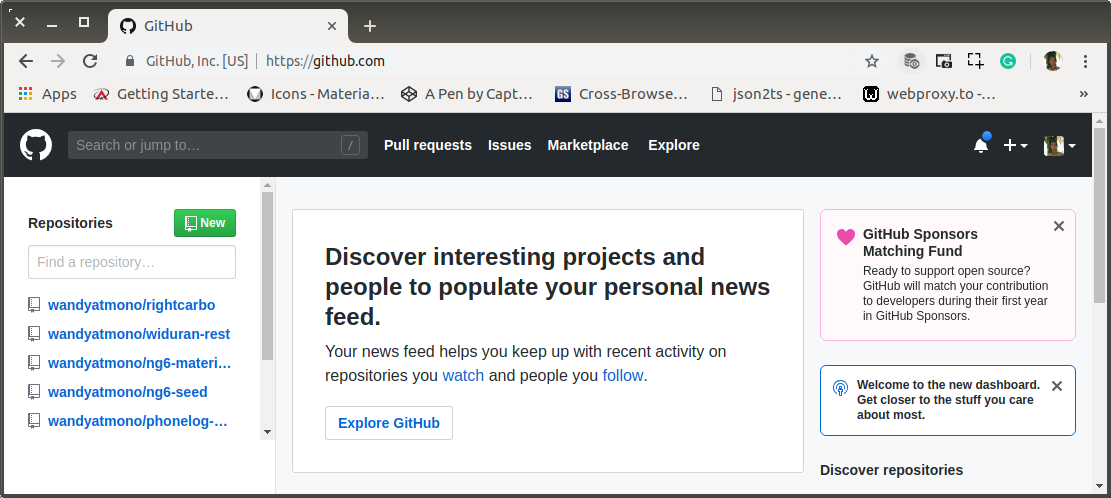 GitHub
GitHub, Inc. [US] | https://github.com
Apps Getting Starte… Icons - Materia… A Pen by Capt… GS Cross-Browse… json2ts - gene… webproxy.to -… »
Search or jump to… / Pull requests Issues Marketplace Explore
Repositories New
Find a repository…
wandyatmono/rightcarbo
wandyatmono/widuran-rest
wandyatmono/ng6-materi…
wandyatmono/ng6-seed
wandyatmono/phonelog-…
Discover interesting projects and
people to populate your personal news
feed.
Your news feed helps you keep up with recent activity on
repositories you watch and people you follow.
Explore GitHub
GitHub Sponsors
Matching Fund
Ready to support open source?
GitHub will match your contribution
to developers during their first year
in GitHub Sponsors.
Welcome to the new dashboard.
Get closer to the stuff you care
about most.
Discover repositories